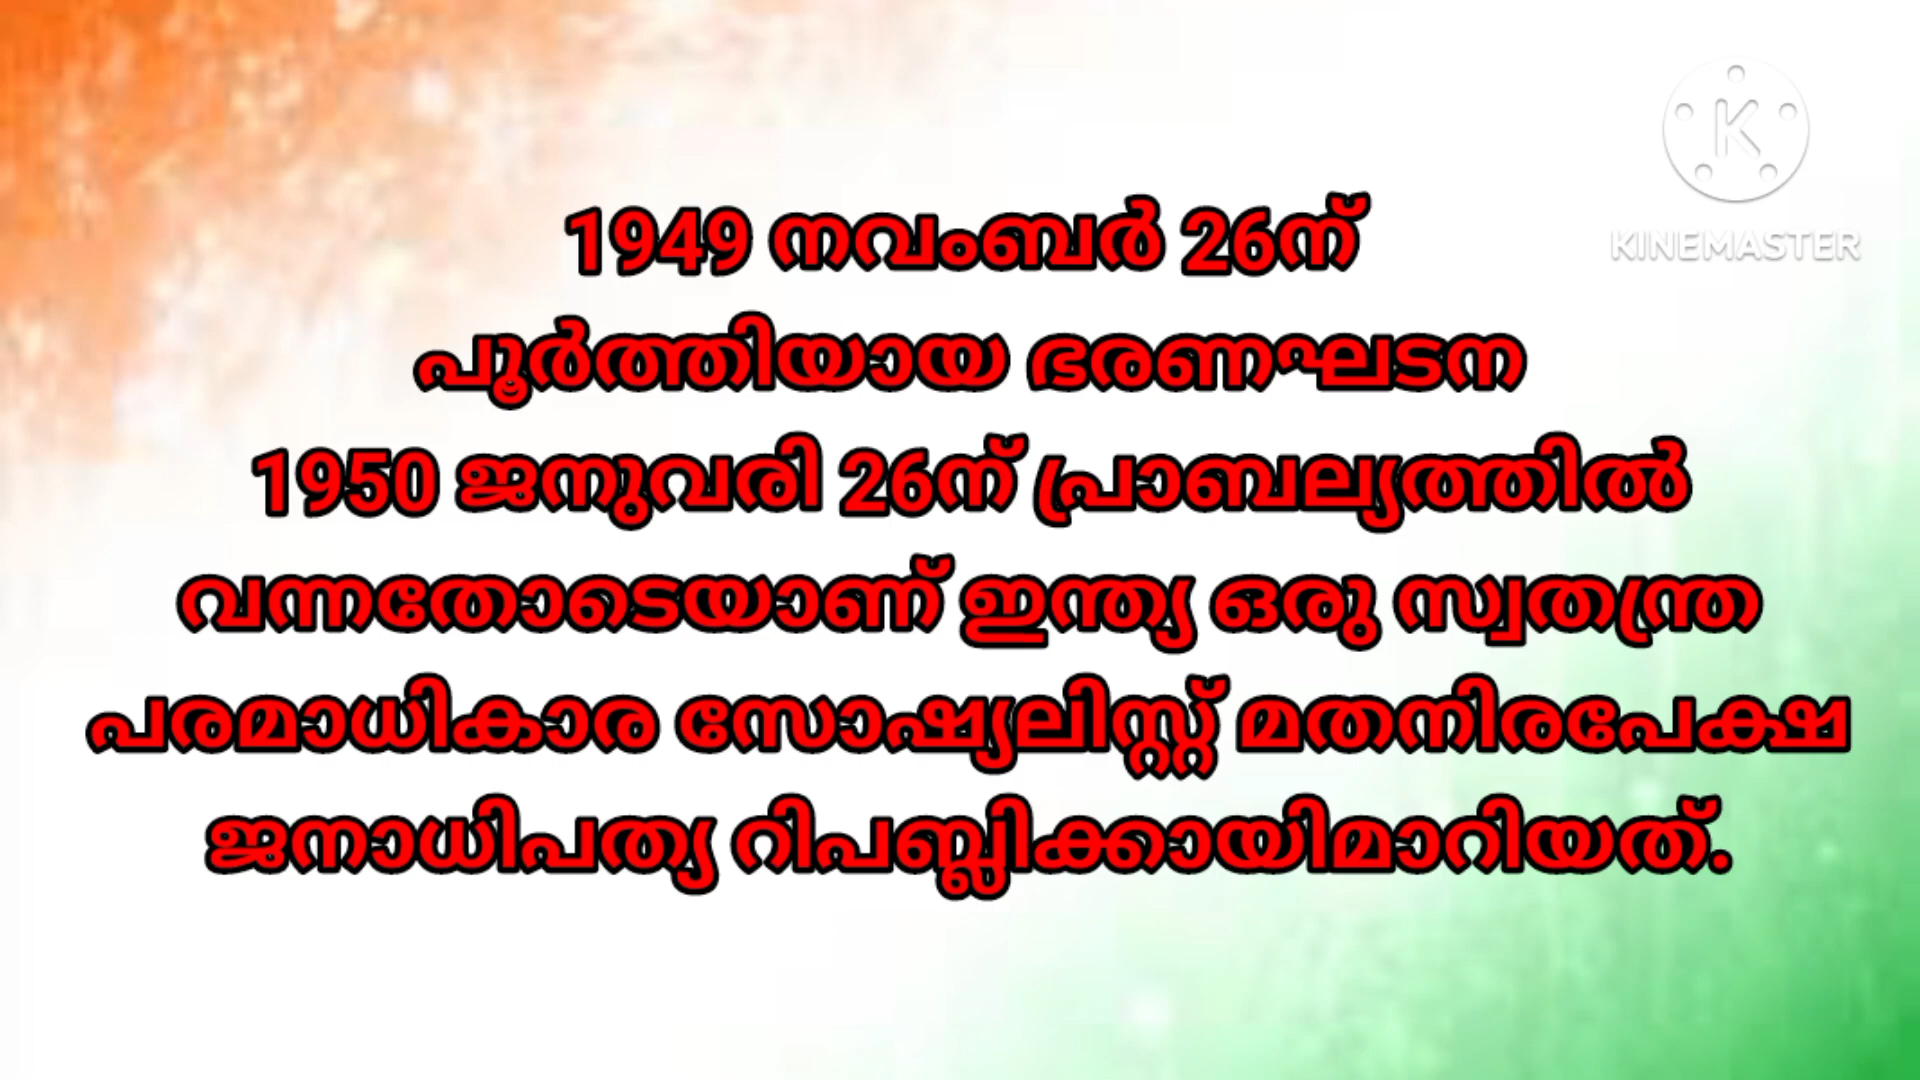 1949 നവംബർ 26ന്
പൂർത്തിയായ ഭരണഘടന
1950 ജനുവരി 26ന് പ്രാബല്യത്തിൽ
വന്നതോടെയാണ് ഇന്ത്യ ഒരു സ്വതന്ത്ര
പരമാധികാര സോഷ്യലിസ്റ്റ് മതനിരപേക്ഷ
ജനാധിപത്യ റിപബ്ലിക്കായിമാറിയത്.
K
KINEMASTER